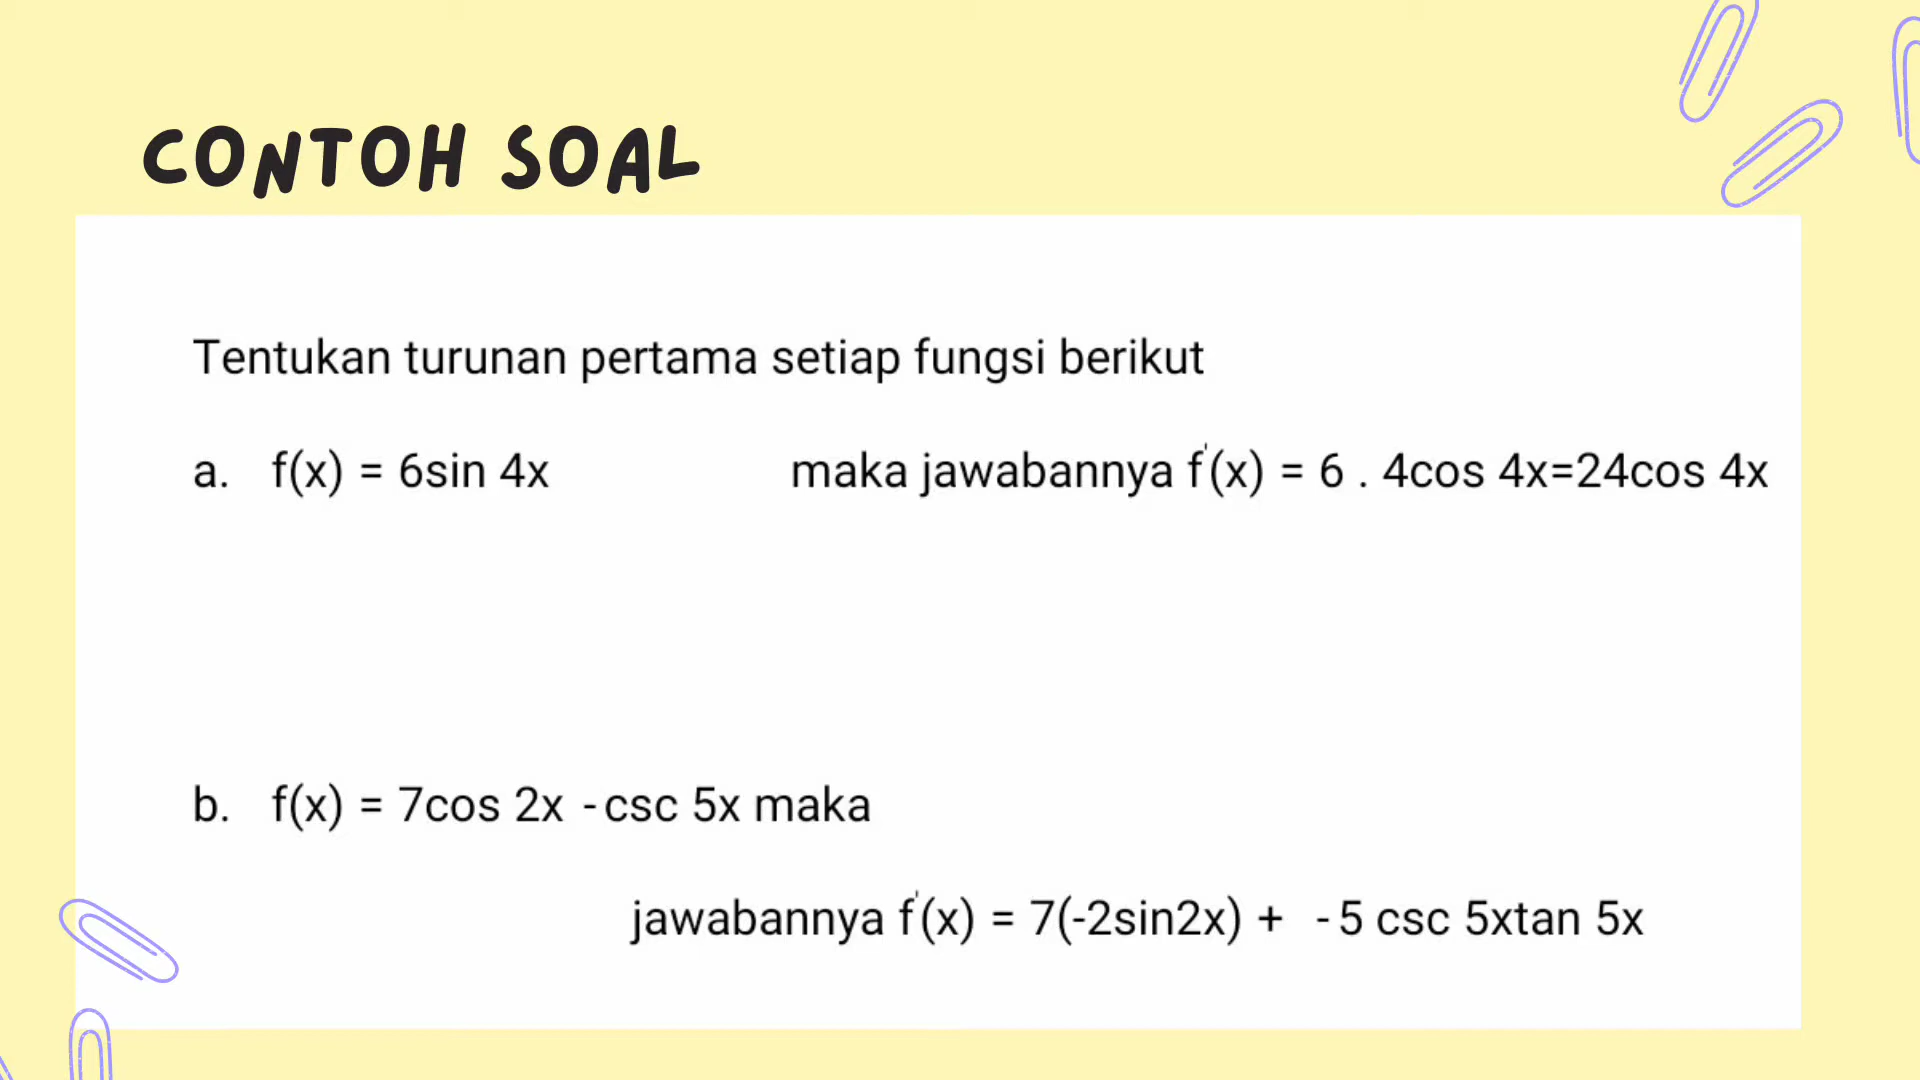 CONTOH SOAL
Tentukan turunan pertama setiap fungsi berikut
a. f(x) = 6sin 4x maka jawabannya f'(x) = 6 . 4cos 4x=24cos 4x
b. f(x) = 7cos 2x - csc 5x maka
jawabannya f'(x) = 7(-2sin2x) + - 5 csc 5xtan 5x